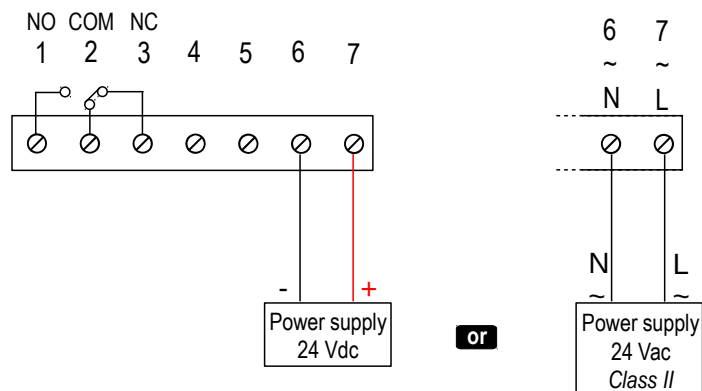 NO COM NC
1 2 3 4 5 6 7
- +
Power supply
24 Vdc
or
6 7
~ ~
N L
N L
~ ~
Power supply
24 Vac
Class II